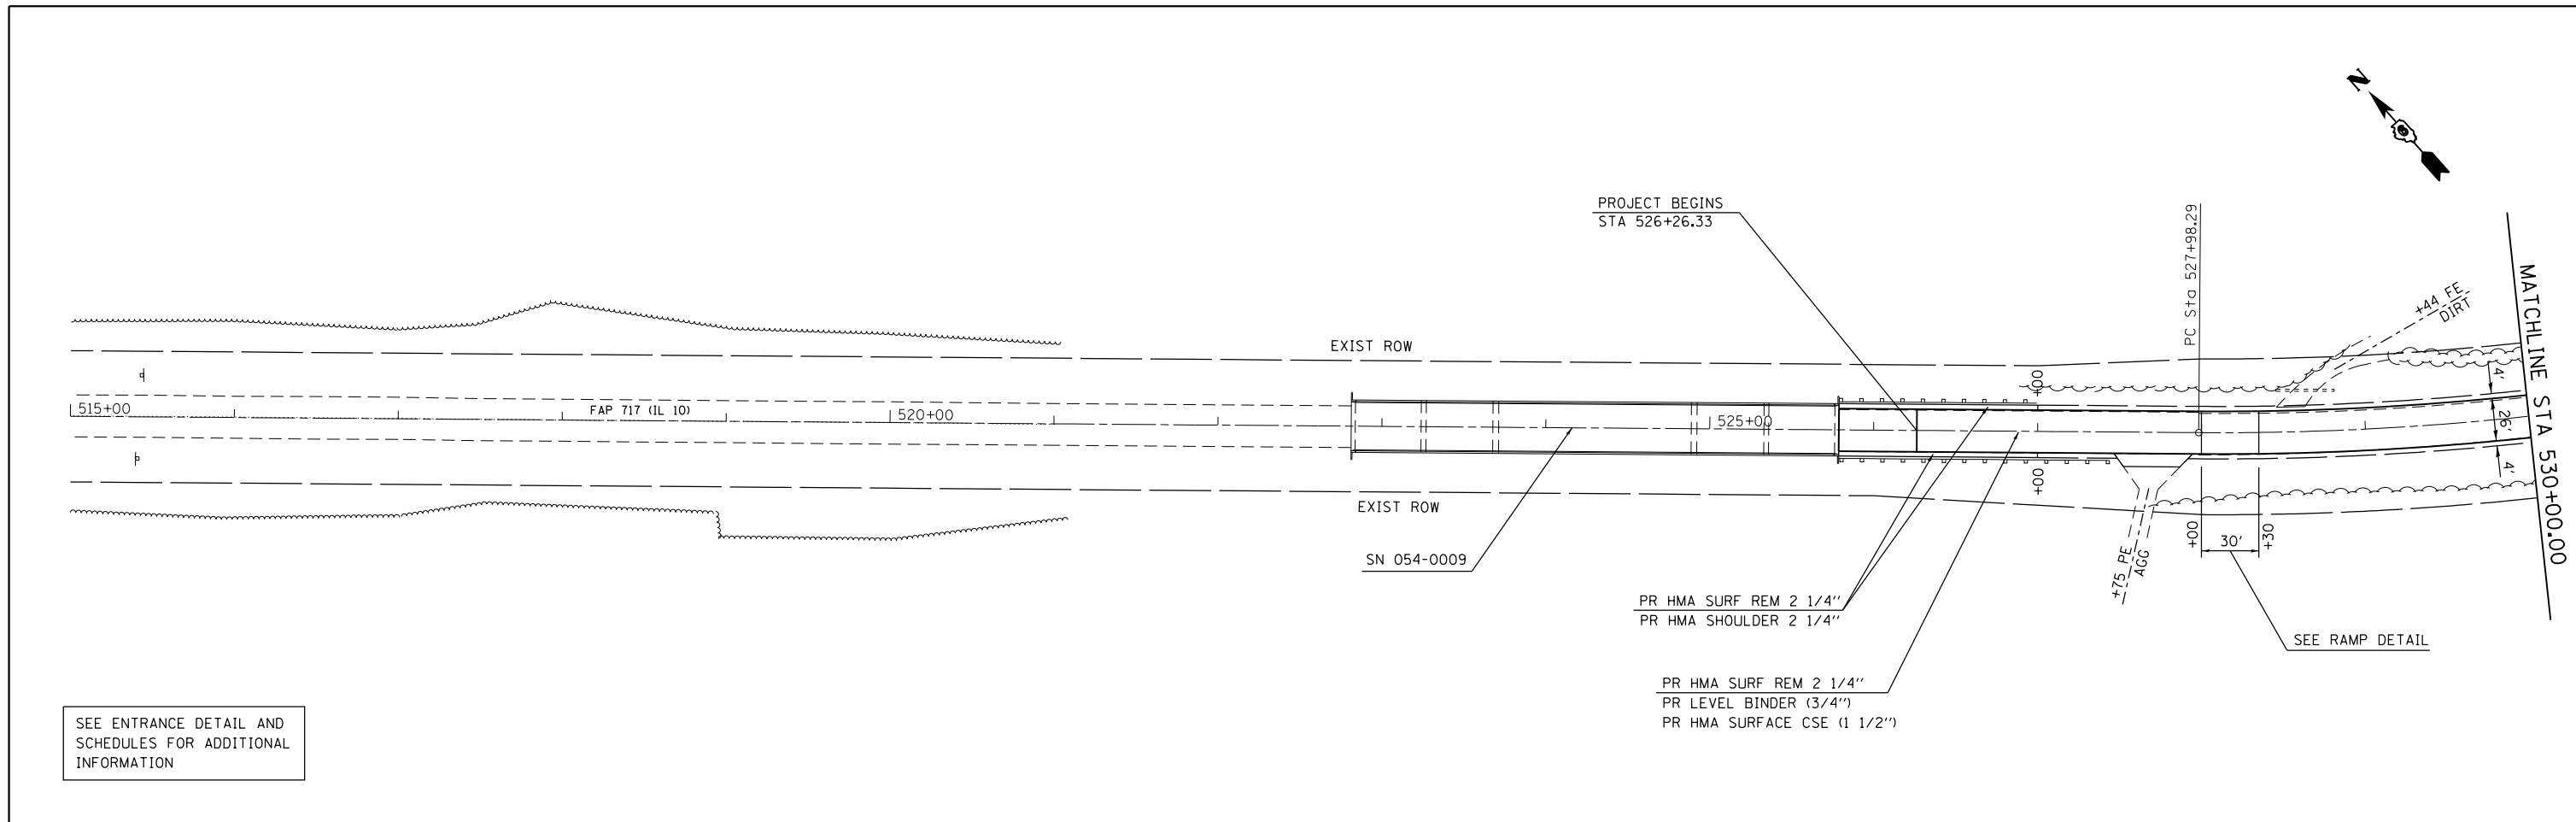 N
6
PROJECT BEGINS
STA 526+26.33
PC Sta 527+98.29
+44 FE
DIRT
MATCHLINE STA 530+00.00
EXIST ROW
4'
26'
4'
515+00
FAP 717 (IL 10)
520+00
525+00
+00
+00
EXIST ROW
SN 054-0009
+75 PE
AGG
+00
30'
+30
PR HMA SURF REM 2 1/4''
PR HMA SHOULDER 2 1/4''
SEE RAMP DETAIL
PR HMA SURF REM 2 1/4''
PR LEVEL BINDER (3/4'')
PR HMA SURFACE CSE (1 1/2'')
SEE ENTRANCE DETAIL AND
SCHEDULES FOR ADDITIONAL
INFORMATION